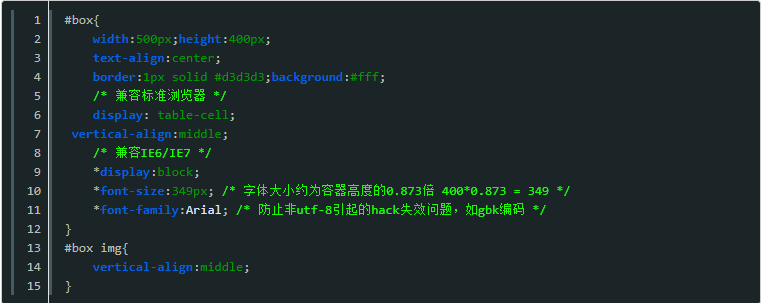 1 #box{
2 width:500px;height:400px;
3 text-align:center;
4 border:1px solid #d3d3d3;background:#fff;
5 /* 兼容标准浏览器 */
6 display: table-cell;
7 vertical-align:middle;
8 /* 兼容IE6/IE7 */
9 *display:block;
10 *font-size:349px; /* 字体大小约为容器高度的0.873倍 400*0.873 = 349 */
11 *font-family:Arial; /* 防止非utf-8引起的hack失效问题，如gbk编码 */
12 }
13 #box img{
14 vertical-align:middle;
15 }